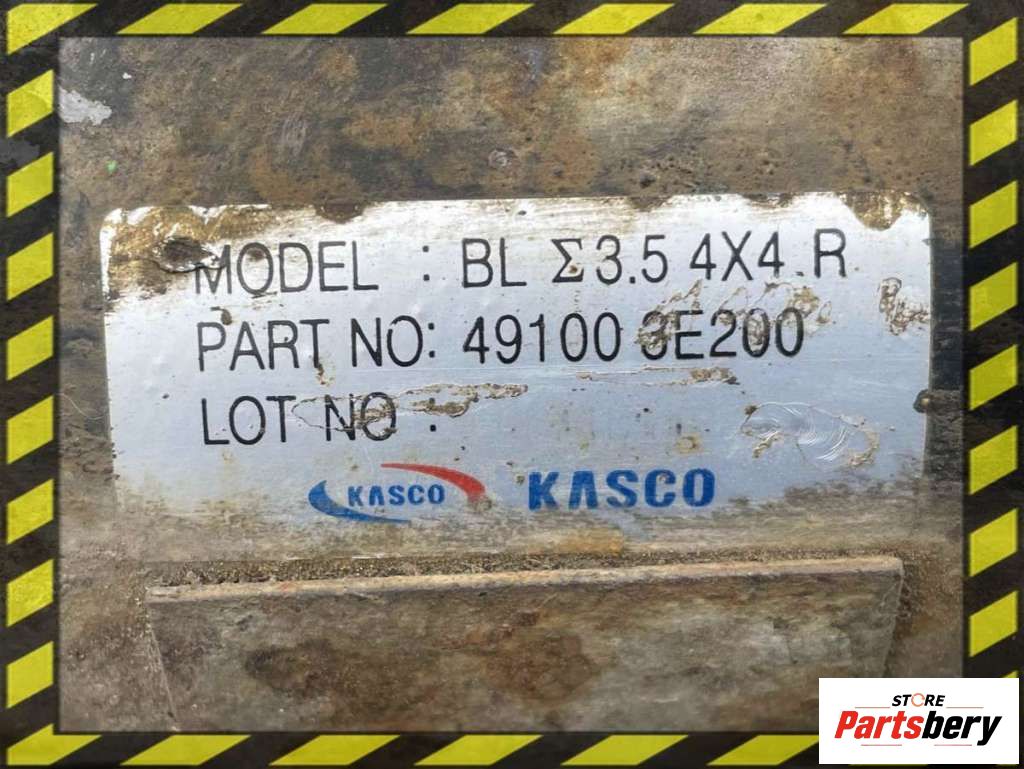 MODEL : BL Σ3.5 4X4 R
PART NO: 49100 3E200
LOT NO :
KASCO KASCO
STORE
Partsbery